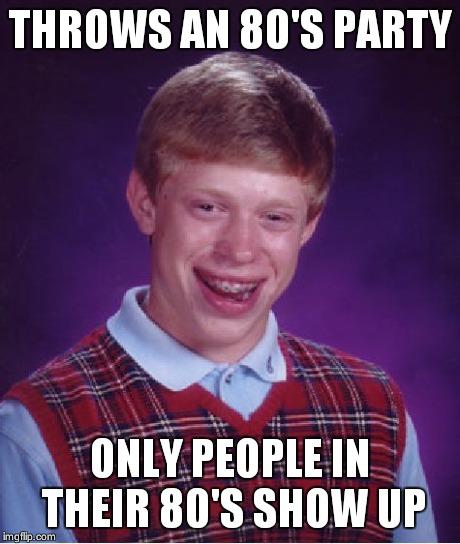 THROWS AN 80'S PARTY
ONLY PEOPLE IN
THEIR 80'S SHOW UP
imgflip.com